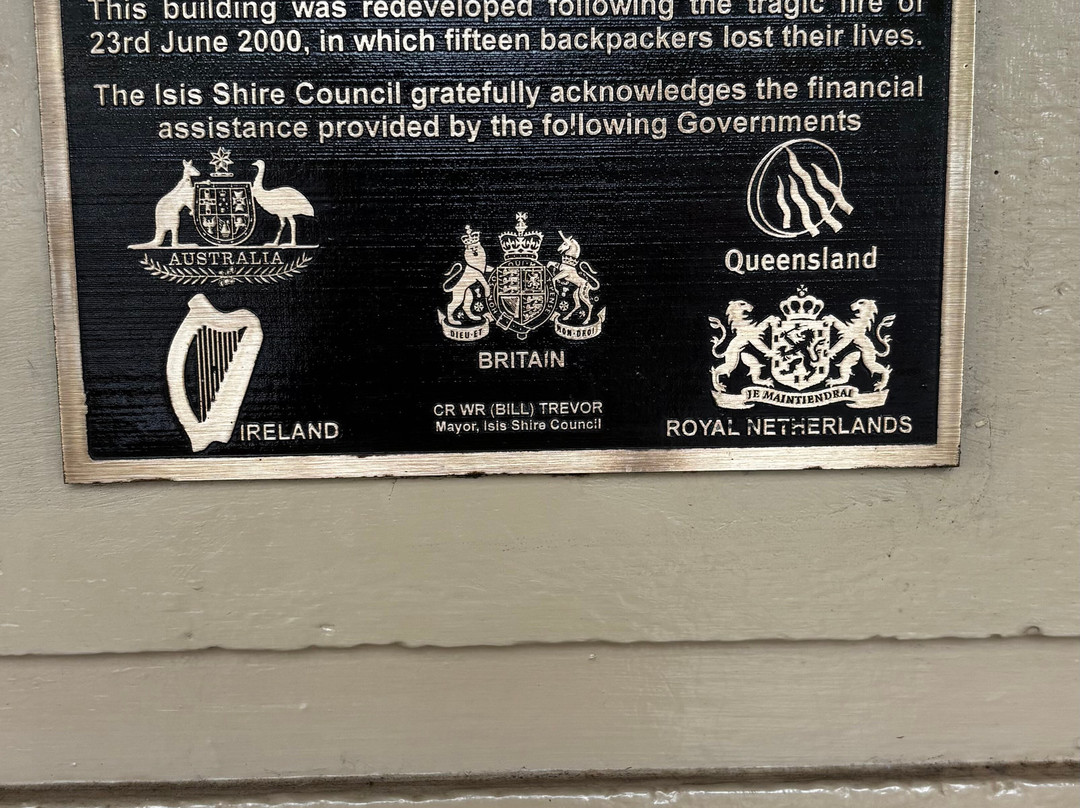 This building was redeveloped following the tragic fire of
23rd June 2000, in which fifteen backpackers lost their lives.
The Isis Shire Council gratefully acknowledges the financial
assistance provided by the following Governments
AUSTRALIA
Queensland
DIEU·ET NON·DROIT
BRITAIN
JE MAINTIENDRAI
IRELAND
CR WR (BILL) TREVOR
Mayor, Isis Shire Council
ROYAL NETHERLANDS